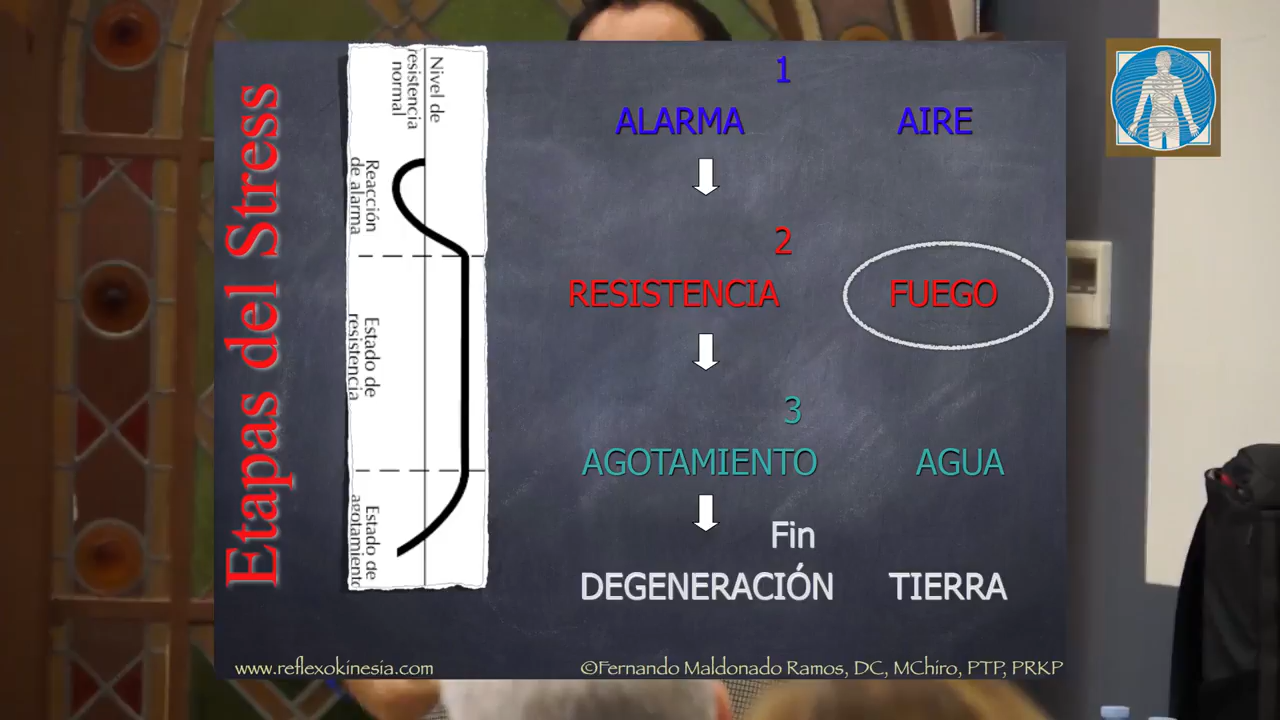 Etapas del Stress
Nivel de
resistencia
normal
Reacción
de alarma
Estado de
resistencia
Estado de
agotamiento
1
ALARMA AIRE
2
RESISTENCIA FUEGO
3
AGOTAMIENTO AGUA
Fin
DEGENERACIÓN TIERRA
www.reflexokinesia.com
©Fernando Maldonado Ramos, DC, MChiro, PTP, PRKP